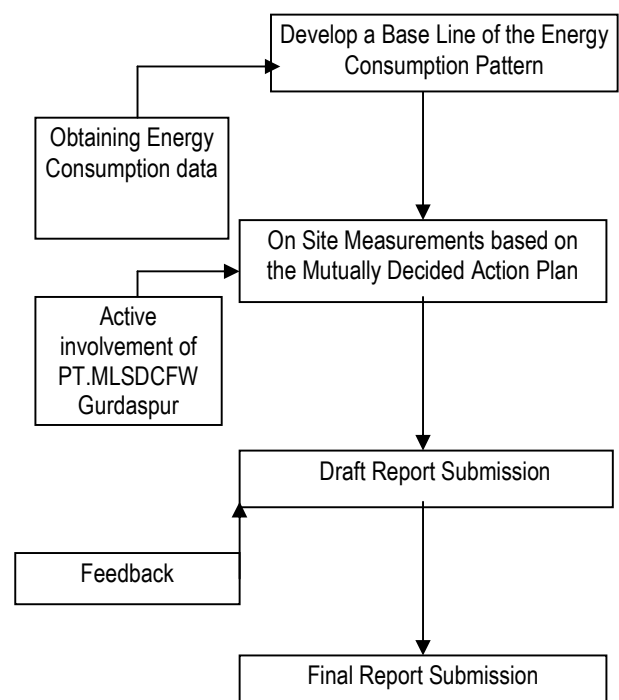 Develop a Base Line of the Energy
Consumption Pattern
Obtaining Energy
Consumption data
On Site Measurements based on
the Mutually Decided Action Plan
Active
involvement of
PT.MLSDCFW
Gurdaspur
Draft Report Submission
Feedback
Final Report Submission